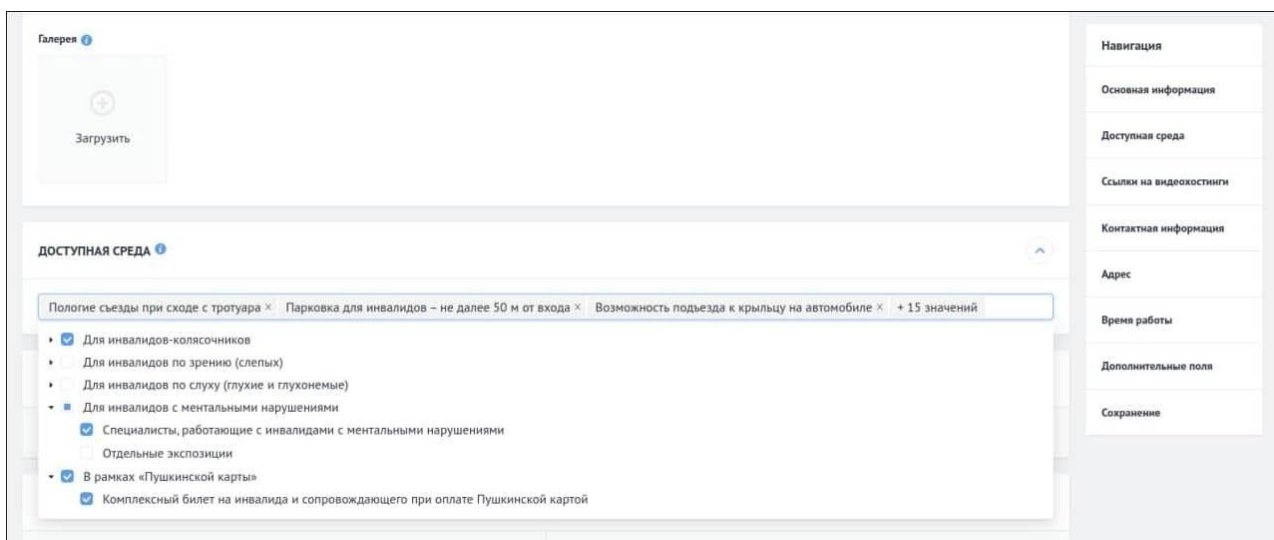 Галерея
Загрузить
ДОСТУПНАЯ СРЕДА
Пологие съезды при сходе с тротуара × Парковка для инвалидов – не далее 50 м от входа × Возможность подъезда к крыльцу на автомобиле × + 15 значений
Для инвалидов-колясочников
Для инвалидов по зрению (слепых)
Для инвалидов по слуху (глухие и глухонемые)
Для инвалидов с ментальными нарушениями
Специалисты, работающие с инвалидами с ментальными нарушениями
Отдельные экспозиции
В рамках «Пушкинской карты»
Комплексный билет на инвалида и сопровождающего при оплате Пушкинской картой
Навигация
Основная информация
Доступная среда
Ссылки на видеохостинги
Контактная информация
Адрес
Время работы
Дополнительные поля
Сохранение